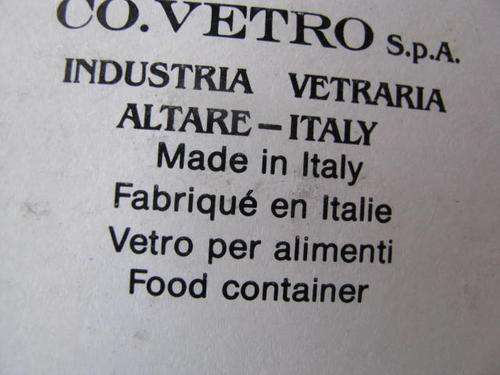 CO.VETRO S.p.A.
INDUSTRIA VETRARIA
ALTARE – ITALY
Made in Italy
Fabriqué en Italie
Vetro per alimenti
Food container